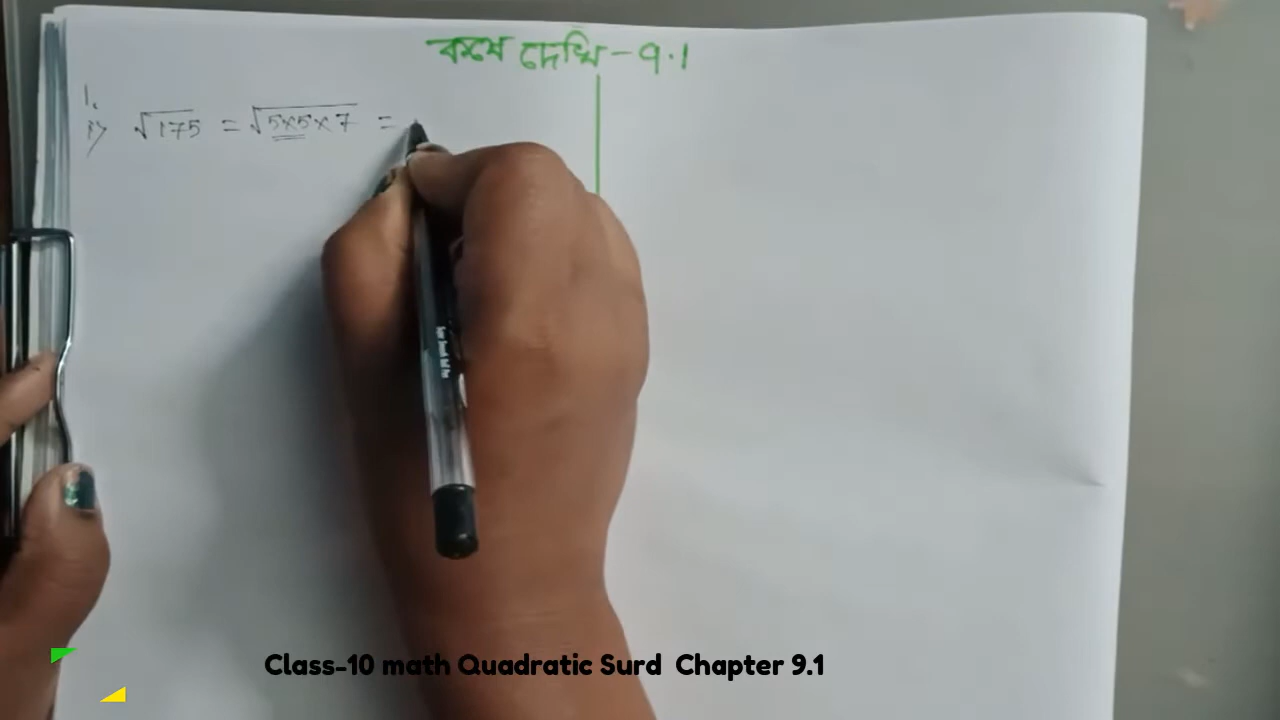 কষে দেখি - 9.1
1.
i) √175 = √5×5×7 =
Class-10 math Quadratic Surd Chapter 9.1